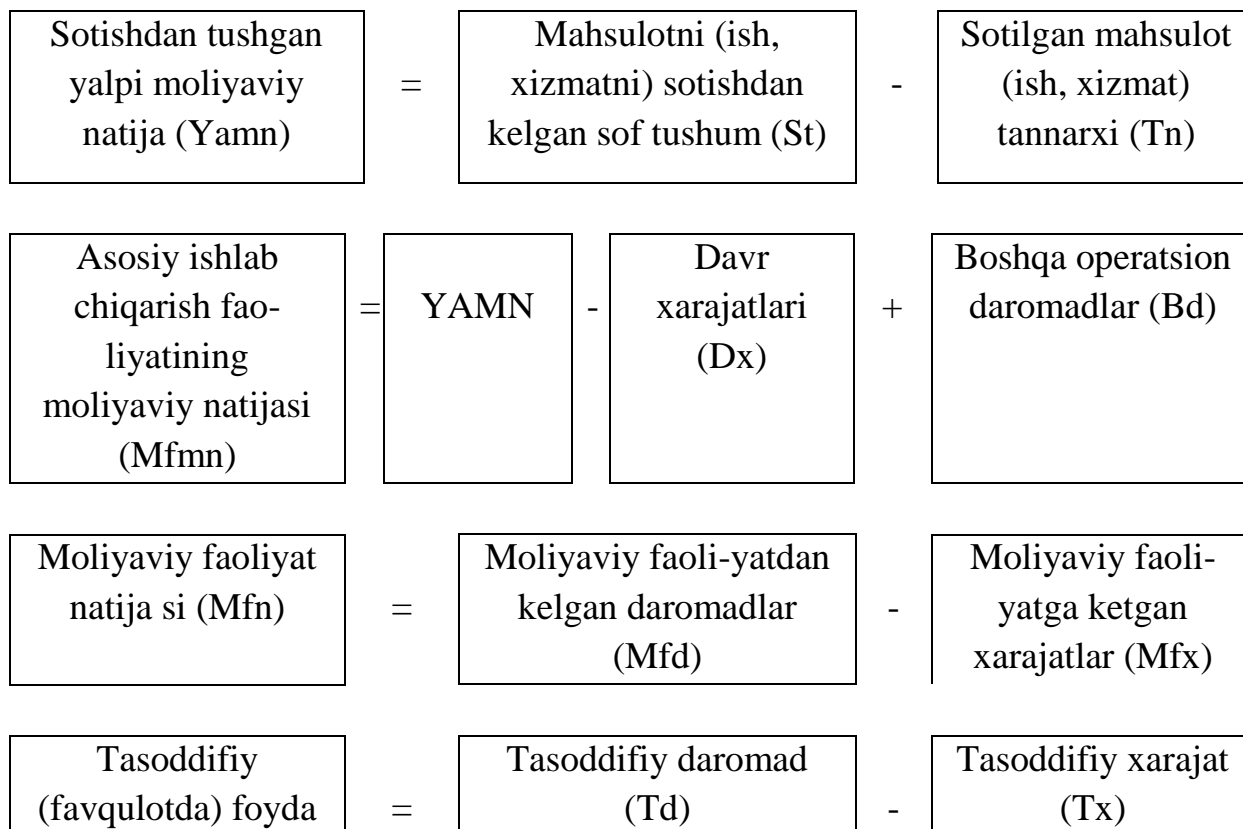 Sotishdan tushgan
yalpi moliyaviy
natija (Yamn)
=
Mahsulotni (ish,
xizmatni) sotishdan
kelgan sof tushum (St)
-
Sotilgan mahsulot
(ish, xizmat)
tannarxi (Tn)
Asosiy ishlab
chiqarish fao-
liyatining
moliyaviy natijasi
(Mfmn)
=
YAMN
-
Davr
xarajatlari
(Dx)
+
Boshqa operatsion
daromadlar (Bd)
Moliyaviy faoliyat
natija si (Mfn)
=
Moliyaviy faoli-yatdan
kelgan daromadlar
(Mfd)
-
Moliyaviy faoli-
yatga ketgan
xarajatlar (Mfx)
Tasoddifiy
(favqulotda) foyda
=
Tasoddifiy daromad
(Td)
-
Tasoddifiy xarajat
(Tx)